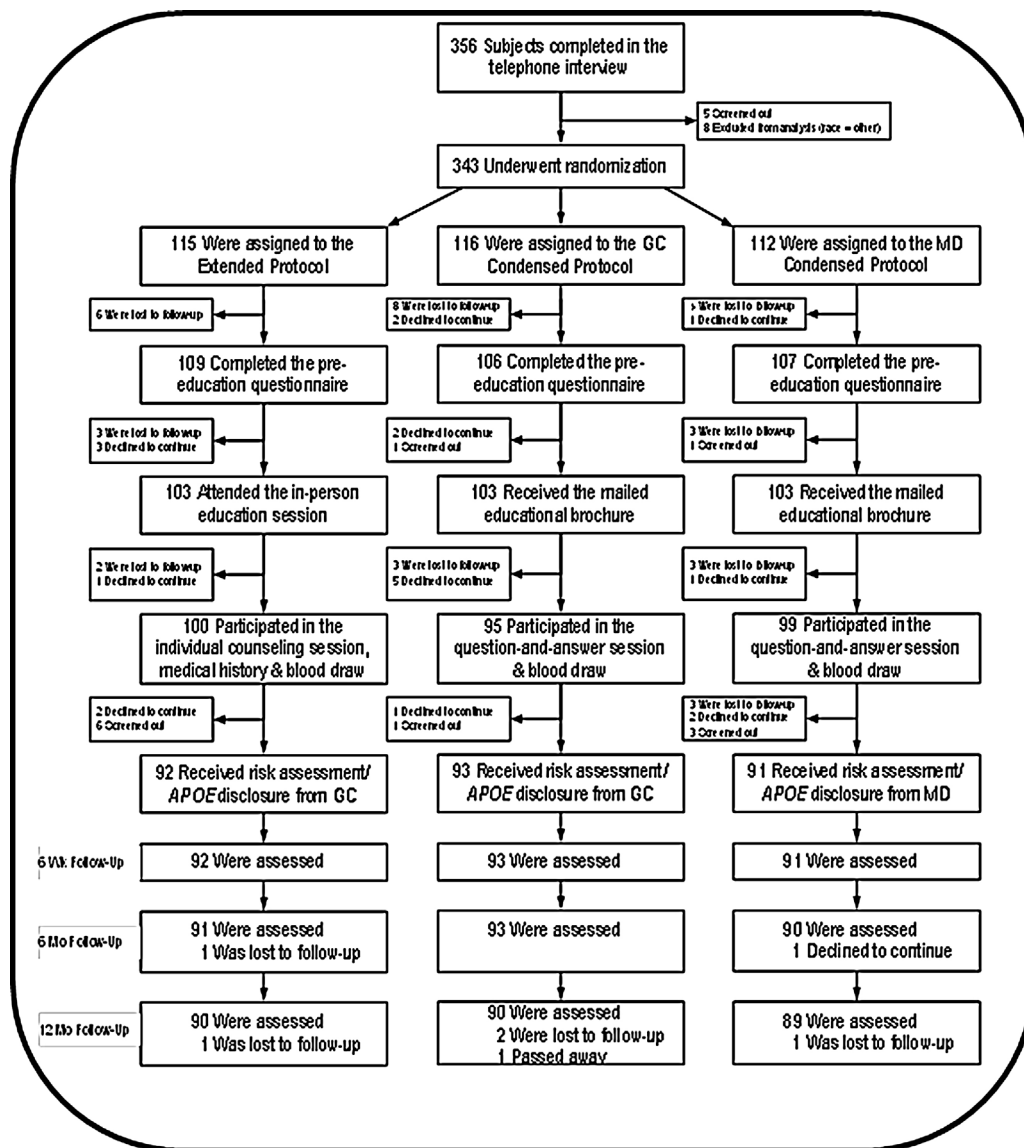 356 Subjects completed in the
telephone interview
5 Screened out
8 Excluded from analysis (race = other)
343 Underwent randomization
115 Were assigned to the
Extended Protocol
116 Were assigned to the GC
Condensed Protocol
112 Were assigned to the MD
Condensed Protocol
6 Were lost to follow-up
8 Were lost to follow-up
2 Declined to continue
Were lost to follow-up
1 Declined to continue
109 Completed the pre-
education questionnaire
106 Completed the pre-
education questionnaire
107 Completed the pre-
education questionnaire
3 Were lost to follow-up
3 Declined to continue
2 Declined to continue
1 Screened out
3 Were lost to follow-up
1 Screened out
103 Attended the in-person
education session
103 Received the mailed
educational brochure
103 Received the mailed
educational brochure
2 Were lost to follow-up
1 Declined to continue
3 Were lost to follow-up
5 Declined to continue
3 Were lost to follow-up
1 Declined to continue
100 Participated in the
individual counseling session,
medical history & blood draw
95 Participated in the
question-and-answer session
& blood draw
99 Participated in the
question-and-answer session
& blood draw
2 Declined to continue
6 Screened out
1 Declined to continue
1 Screened out
3 Were lost to follow-up
2 Declined to continue
3 Screened out
92 Received risk assessment/
APOE disclosure from GC
93 Received risk assessment/
APOE disclosure from GC
91 Received risk assessment/
APOE disclosure from MD
6 Wk Follow-Up
92 Were assessed
93 Were assessed
91 Were assessed
6 Mo Follow-Up
91 Were assessed
1 Was lost to follow-up
93 Were assessed
90 Were assessed
1 Declined to continue
12 Mo Follow-Up
90 Were assessed
1 Was lost to follow-up
90 Were assessed
2 Were lost to follow-up
1 Passed away
89 Were assessed
1 Was lost to follow-up